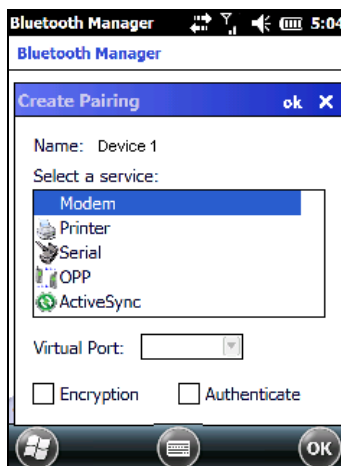 Bluetooth Manager 5:04
Bluetooth Manager
Create Pairing ok X
Name: Device 1
Select a service:
Modem
Printer
Serial
OPP
ActiveSync
Virtual Port:
Encryption Authenticate
OK